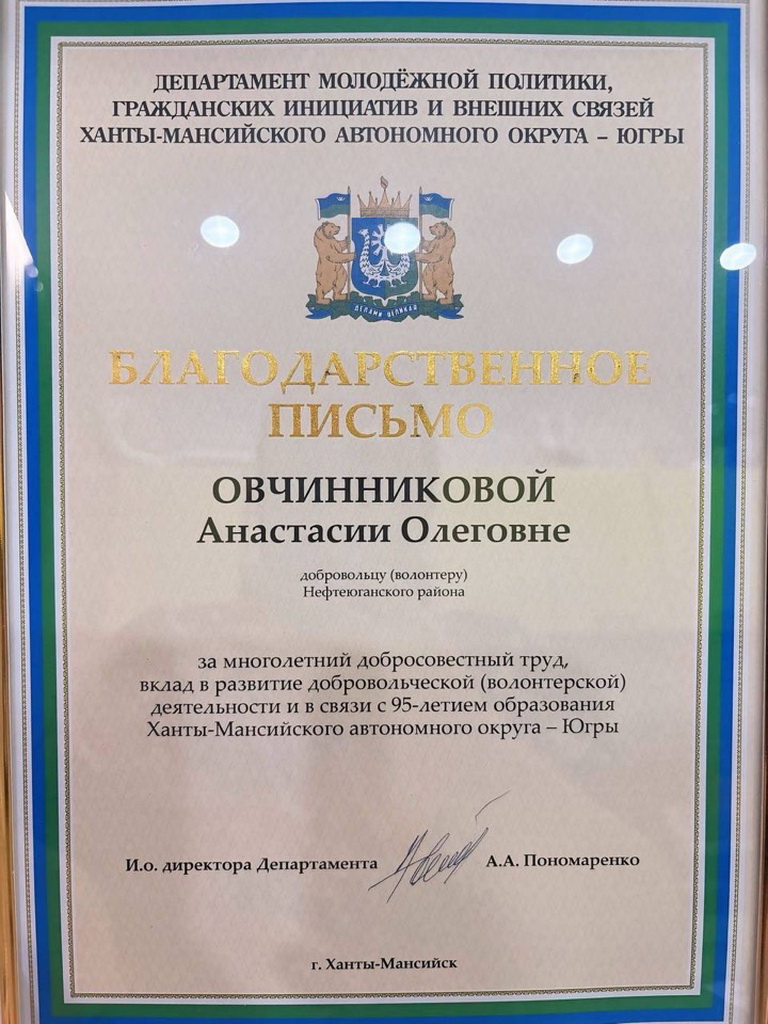 ДЕПАРТАМЕНТ МОЛОДЁЖНОЙ ПОЛИТИКИ,
ГРАЖДАНСКИХ ИНИЦИАТИВ И ВНЕШНИХ СВЯЗЕЙ
ХАНТЫ-МАНСИЙСКОГО АВТОНОМНОГО ОКРУГА – ЮГРЫ
ДЕЛАМИ ВЕЛИКАЯ
БЛАГОДАРСТВЕННОЕ
ПИСЬМО
ОВЧИННИКОВОЙ
Анастасии Олеговне
добровольцу (волонтеру)
Нефтеюганского района
за многолетний добросовестный труд,
вклад в развитие добровольческой (волонтерской)
деятельности и в связи с 95-летием образования
Ханты-Мансийского автономного округа – Югры
И.о. директора Департамента А.А. Пономаренко
г. Ханты-Мансийск